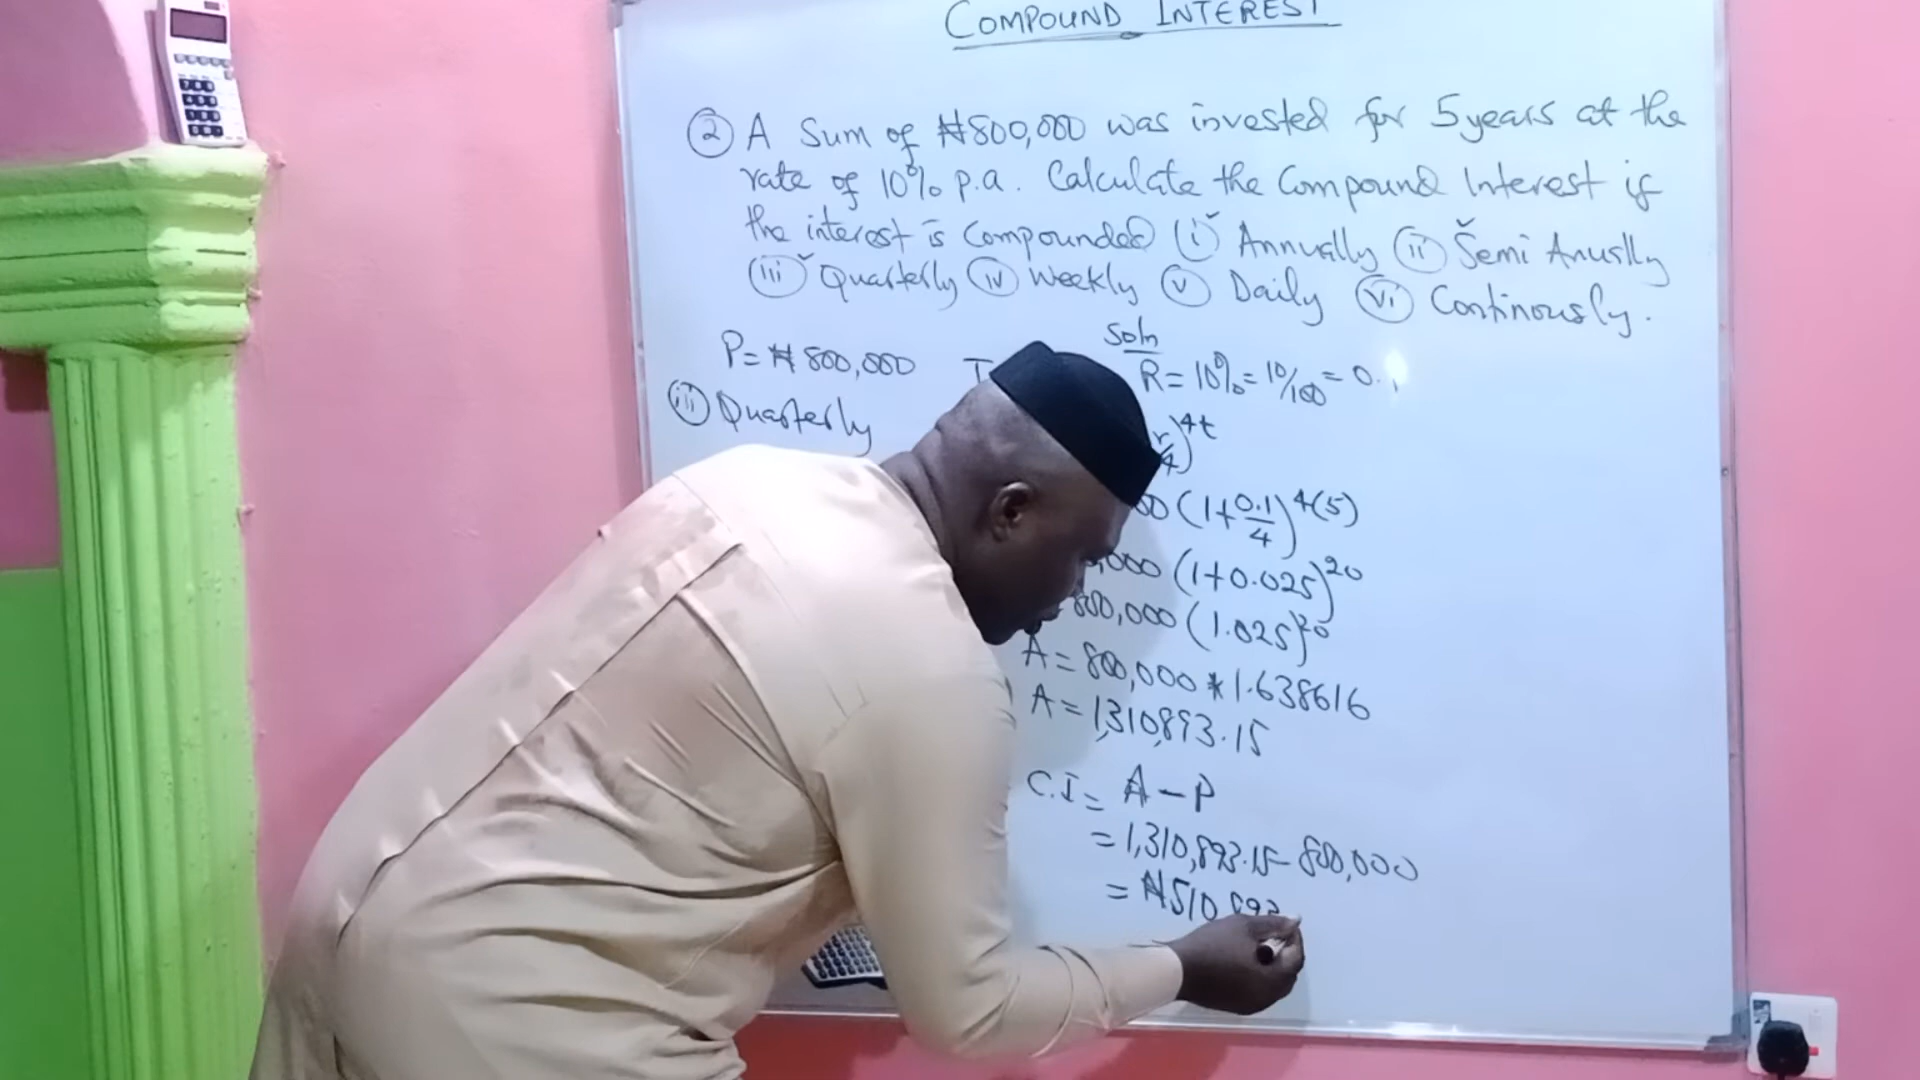 COMPOUND INTEREST
② A Sum of ₦800,000 was invested for 5 years at the
rate of 10% p.a. Calculate the Compound Interest if
the interest is Compounded (i) Annually (ii) Semi Anuslly
(iii) Quarterly (iv) Weekly (v) Daily (vi) Continously.
Soln
P = ₦800,000 T R = 10% = 10/100 = 0.1
(iii) Quarterly
r/4)^4t
00 (1+0.1/4)^4(5)
,000 (1+0.025)^20
800,000 (1.025)^20
A = 800,000 * 1.638616
A = 1,310,893.15
C.I = A - P
= 1,310,893.15 - 800,000
= ₦510,893